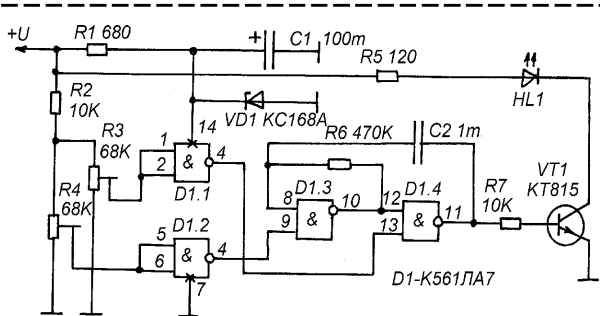 +U
R1 680
+
C1 100m
R5 120
HL1
R2
10K
R3
68K
R4
68K
14
VD1 KC168A
1
2
&
4
D1.1
R6 470K
C2 1m
VT1
KT815
D1.2
5
6
&
4
7
D1.3
8
9
&
10
D1.4
12
13
&
11
R7
10K
D1-К561ЛА7